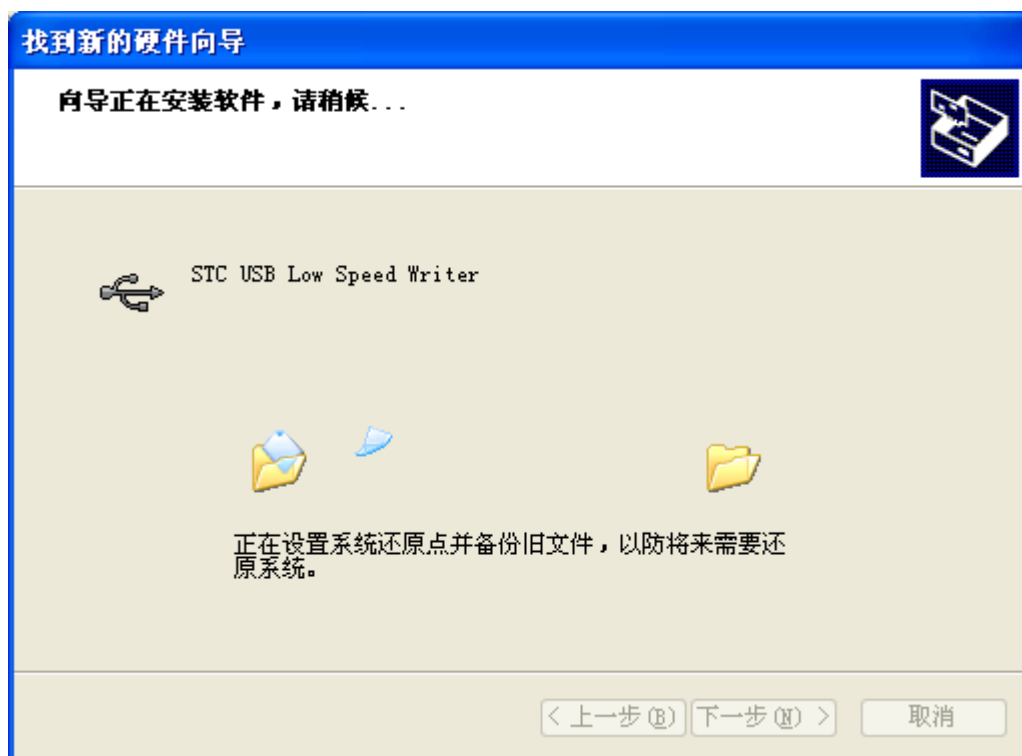 找到新的硬件向导
向导正在安装软件，请稍候...
STC USB Low Speed Writer
正在设置系统还原点并备份旧文件，以防将来需要还
原系统。
< 上一步(B) 下一步(N) > 取消